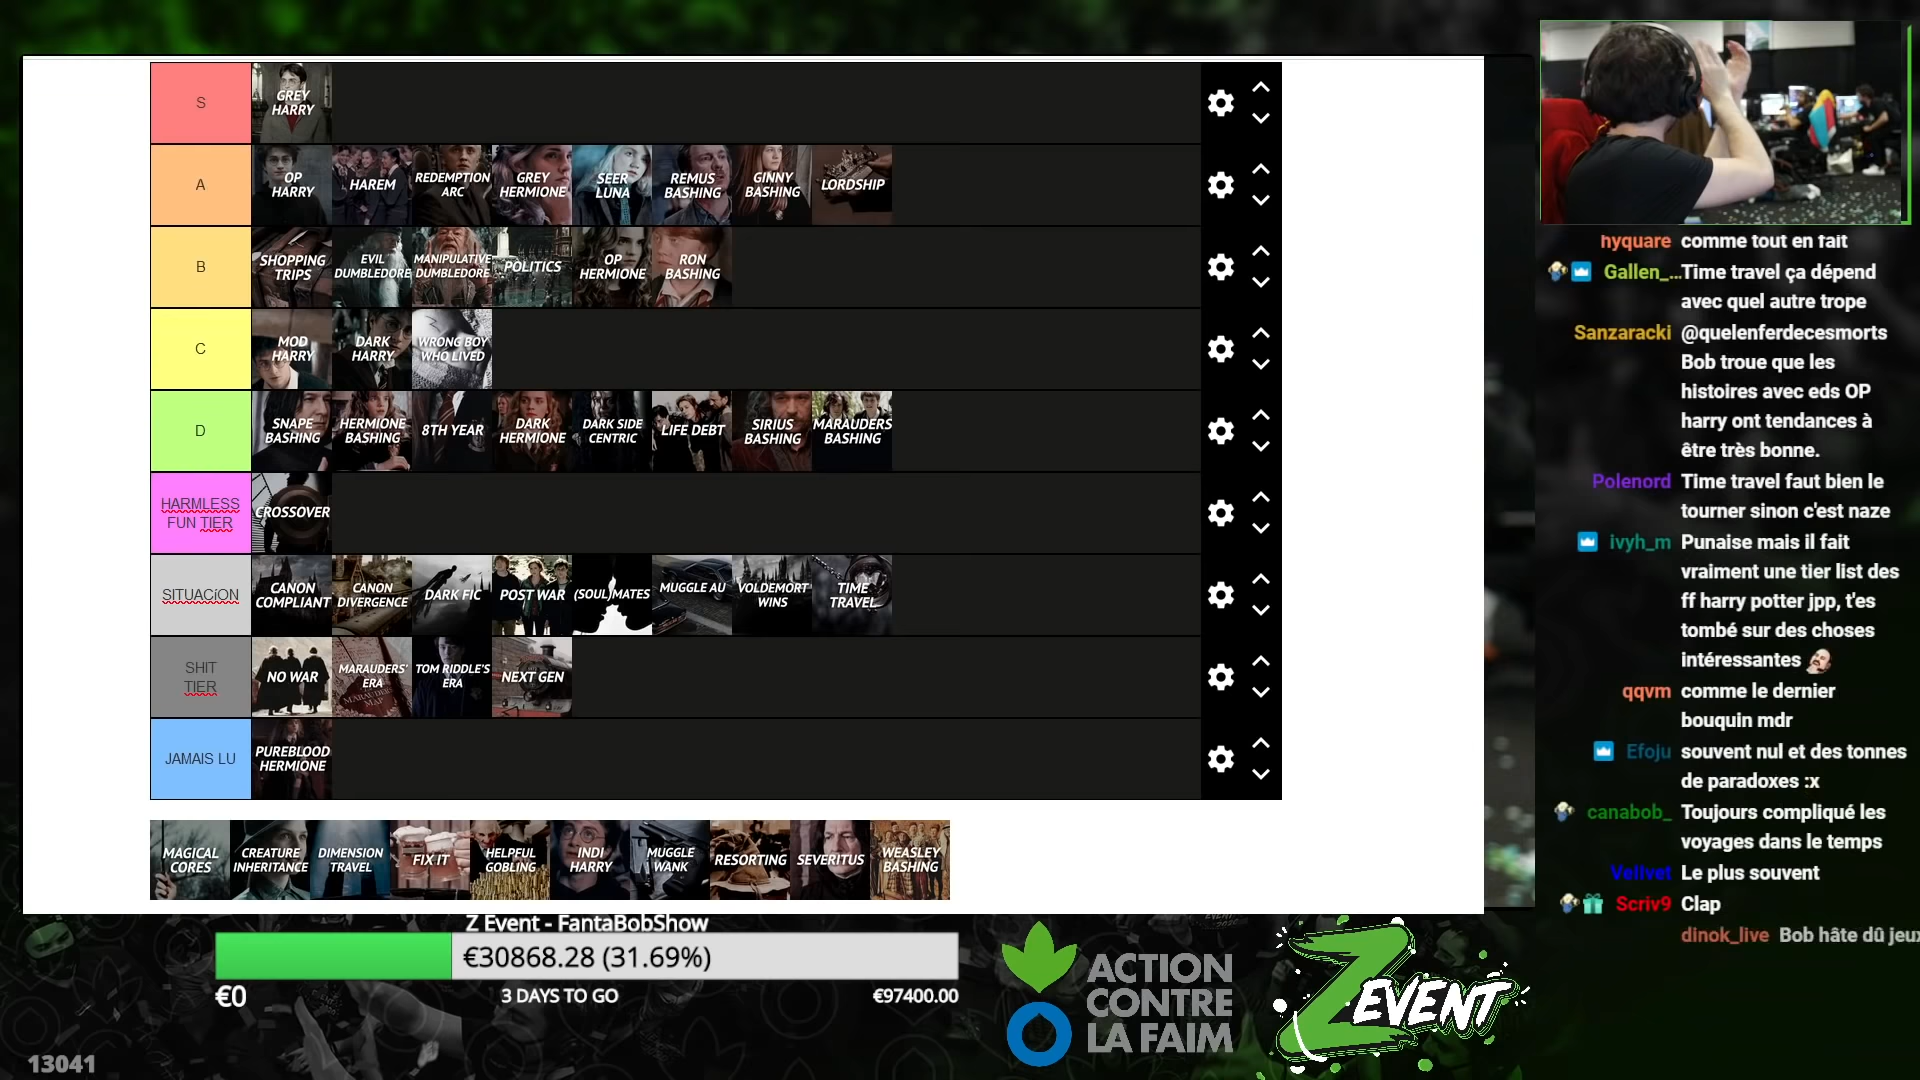 S
GREY
HARRY
A
OP
HARRY
HAREM
REDEMPTION
ARC
GREY
HERMIONE
SEER
LUNA
REMUS
BASHING
GINNY
BASHING
LORDSHIP
B
SHOPPING
TRIPS
EVIL
DUMBLEDORE
MANIPULATIVE
DUMBLEDORE
POLITICS
OP
HERMIONE
RON
BASHING
C
MOD
HARRY
DARK
HARRY
WRONG BOY
WHO LIVED
D
SNAPE
BASHING
HERMIONE
BASHING
8TH YEAR
DARK
HERMIONE
DARK SIDE
CENTRIC
LIFE DEBT
SIRIUS
BASHING
MARAUDERS
BASHING
HARMLESS
FUN TIER
CROSSOVER
SITUACíON
CANON
COMPLIANT
CANON
DIVERGENCE
DARK FIC
POST WAR
(SOUL)MATES
MUGGLE AU
VOLDEMORT
WINS
TIME
TRAVEL
SHIT
TIER
NO WAR
MARAUDERS'
ERA
TOM RIDDLE'S
ERA
NEXT GEN
JAMAIS LU
PUREBLOOD
HERMIONE
MAGICAL
CORES
CREATURE
INHERITANCE
DIMENSION
TRAVEL
FIX IT
HELPFUL
GOBLING
INDI
HARRY
MUGGLE
WANK
RESORTING
SEVERITUS
WEASLEY
BASHING
hyquare comme tout en fait
Gallen_... Time travel ça dépend
avec quel autre trope
Sanzaracki @quelenferdecesmorts
Bob troue que les
histoires avec eds OP
harry ont tendances à
être très bonne.
Polenord Time travel faut bien le
tourner sinon c'est naze
ivyh_m Punaise mais il fait
vraiment une tier list des
ff harry potter jpp, t'es
tombé sur des choses
intéressantes
qqvm comme le dernier
bouquin mdr
Efoju souvent nul et des tonnes
de paradoxes :x
canabob_ Toujours compliqué les
voyages dans le temps
Vellvet Le plus souvent
Scriv9 Clap
dinok_live Bob hâte dû jeux
Z Event - FantaBobShow
€30868.28 (31.69%)
€0
3 DAYS TO GO
€97400.00
ACTION
CONTRE
LA FAIM
ZEVENT
13041